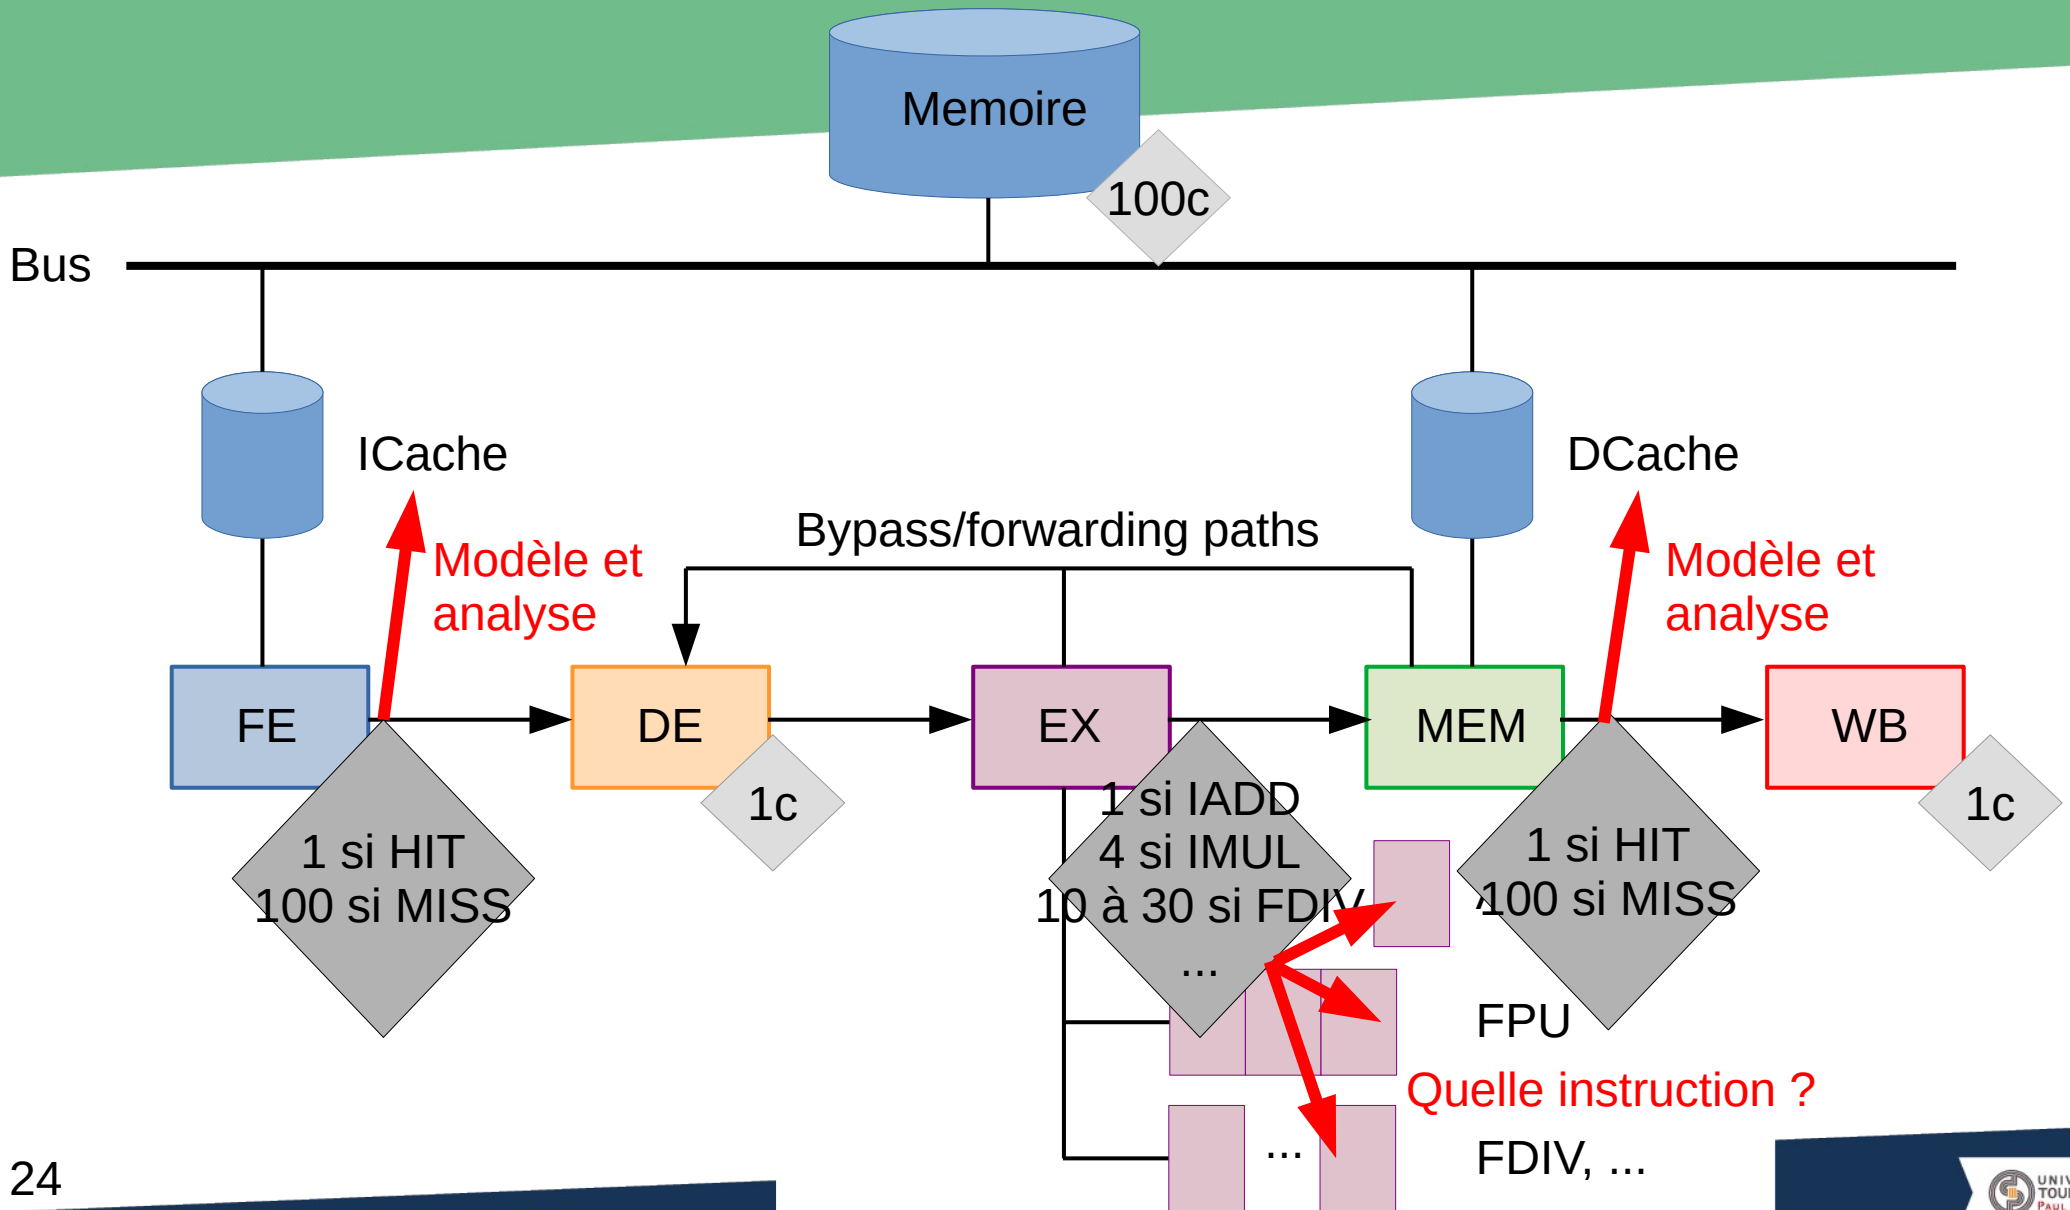 Memoire
100c
Bus
ICache
DCache
Bypass/forwarding paths
Modèle et
analyse
Modèle et
analyse
FE
DE
EX
MEM
WB
1c
1c
1 si HIT
100 si MISS
1 si IADD
4 si IMUL
10 à 30 si FDIV
...
1 si HIT
100 si MISS
FPU
Quelle instruction ?
...
FDIV, ...
24